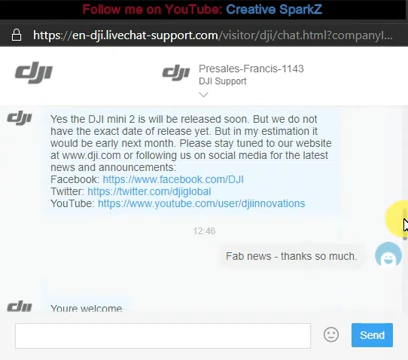 Follow me on YouTube: Creative SparkZ
https://en-dji.livechat-support.com/visitor/dji/chat.html?companyl...
dji
dji
Presales-Francis-1143
DJI Support
dji
Yes the DJI mini 2 is will be released soon. But we do not
have the exact date of release yet. But in my estimation it
would be early next month. Please stay tuned to our website
at www.dji.com or following us on social media for the latest
news and announcements:
Facebook: https://www.facebook.com/DJI
Twitter: https://twitter.com/djiglobal
YouTube: https://www.youtube.com/user/djiinnovations
12:46
Fab news - thanks so much.
dji
Youre welcome
Send